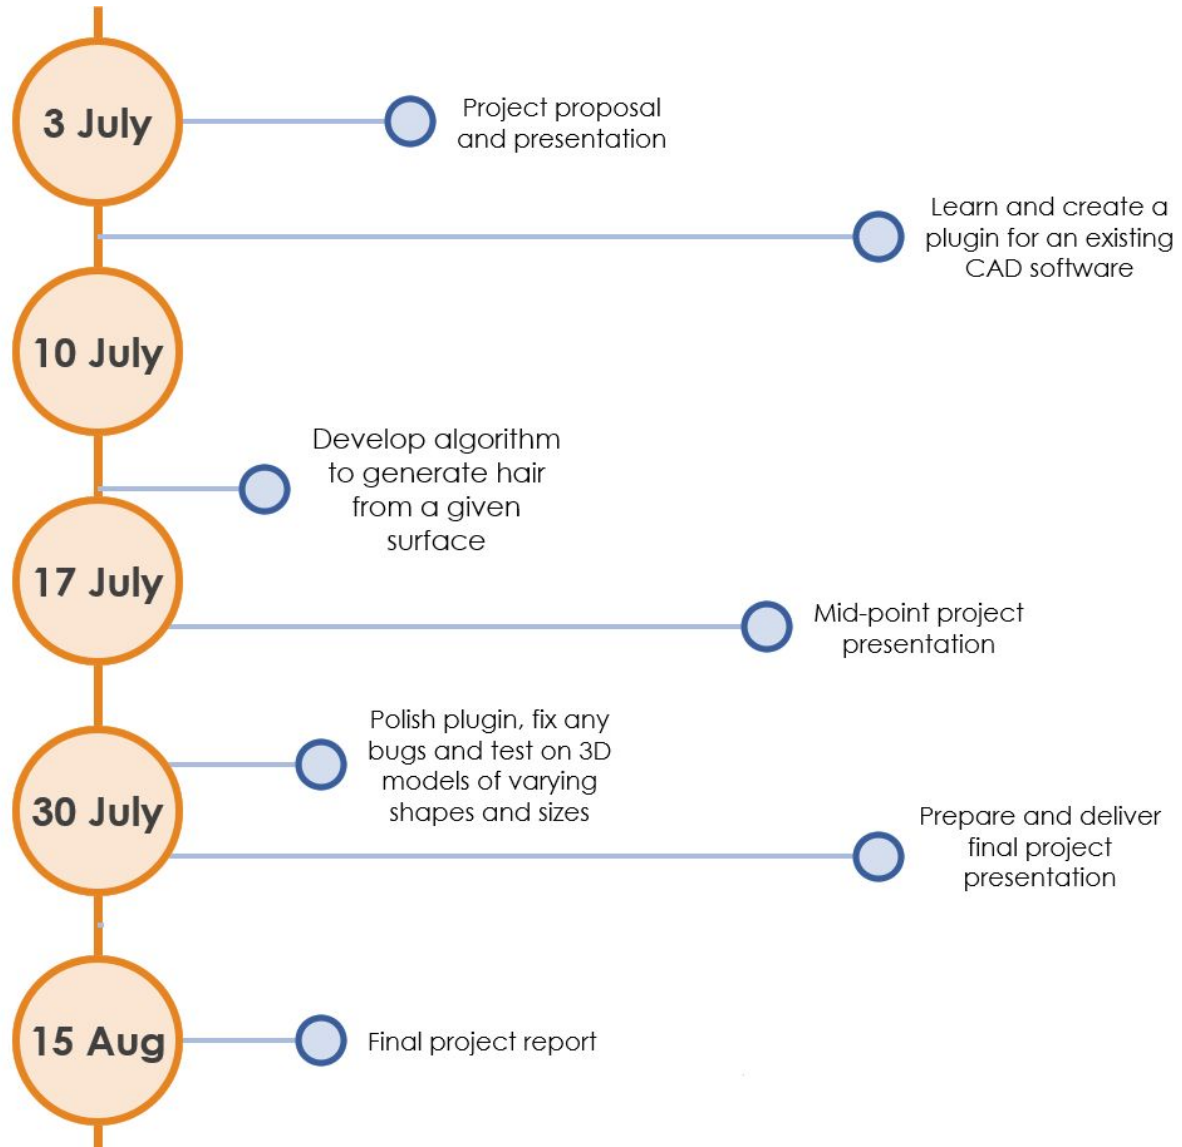 3 July
Project proposal
and presentation
Learn and create a
plugin for an existing
CAD software
10 July
Develop algorithm
to generate hair
from a given
surface
17 July
Mid-point project
presentation
Polish plugin, fix any
bugs and test on 3D
models of varying
shapes and sizes
30 July
Prepare and deliver
final project
presentation
15 Aug
Final project report